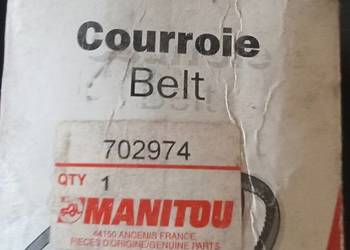 Courroie
Belt
702974
QTY 1
MANITOU
44150 ANCENIS FRANCE
PIECES D'ORIGINE/GENUINE PARTS